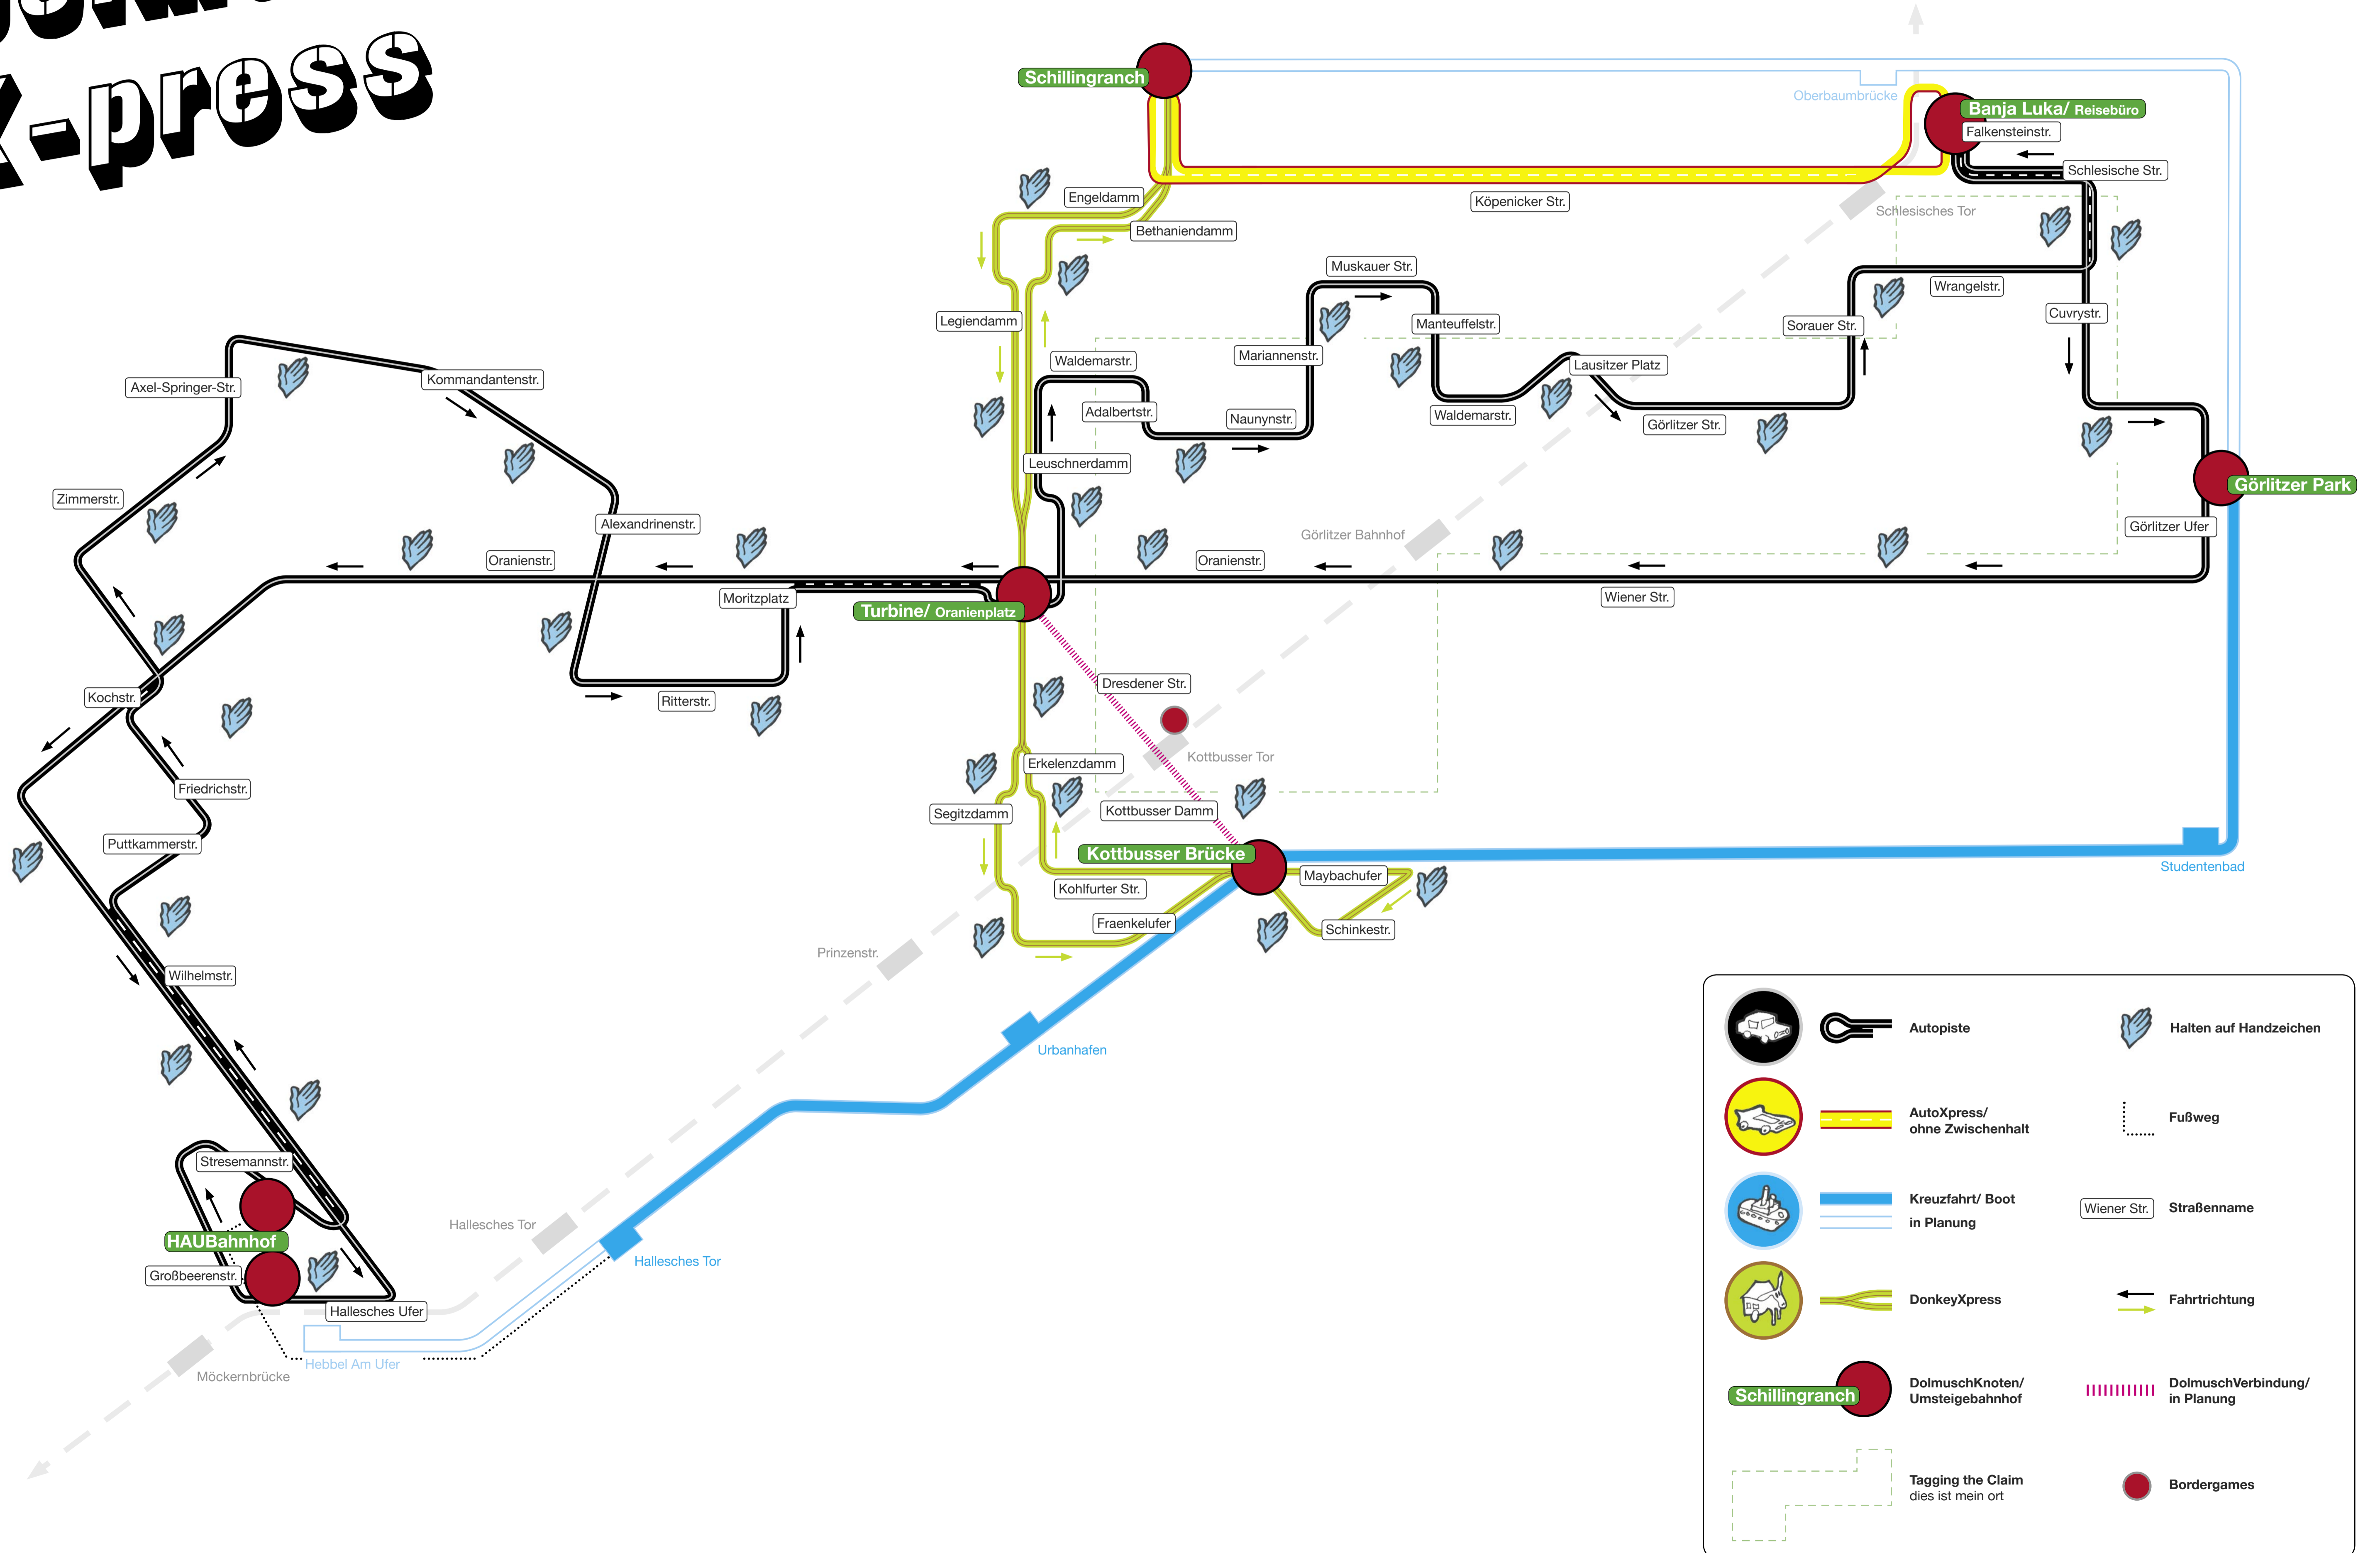 X-press
Schillingranch
Oberbaumbrücke
Banja Luka/ Reisebüro
Falkensteinstr.
Schlesische Str.
Engeldamm
Köpenicker Str.
Schlesisches Tor
Bethaniendamm
Muskauer Str.
Wrangelstr.
Legiendamm
Manteuffelstr.
Sorauer Str.
Cuvrystr.
Waldemarstr.
Mariannenstr.
Lausitzer Platz
Axel-Springer-Str.
Kommandantenstr.
Adalbertstr.
Naunynstr.
Waldemarstr.
Görlitzer Str.
Leuschnerdamm
Görlitzer Park
Zimmerstr.
Alexandrinenstr.
Görlitzer Bahnhof
Görlitzer Ufer
Oranienstr.
Oranienstr.
Moritzplatz
Turbine/ Oranienplatz
Wiener Str.
Kochstr.
Ritterstr.
Dresdener Str.
Kottbusser Tor
Erkelenzdamm
Friedrichstr.
Segitzdamm
Kottbusser Damm
Puttkammerstr.
Kottbusser Brücke
Studentenbad
Maybachufer
Kohlfurter Str.
Fraenkelufer
Schinkestr.
Prinzenstr.
Wilhelmstr.
Urbanhafen
Stresemannstr.
Hallesches Tor
HAUBahnhof
Hallesches Tor
Großbeerenstr.
Hallesches Ufer
Hebbel Am Ufer
Möckernbrücke
Autopiste
Halten auf Handzeichen
AutoXpress/
ohne Zwischenhalt
Fußweg
Kreuzfahrt/ Boot
in Planung
Wiener Str.
Straßenname
DonkeyXpress
Fahrtrichtung
Schillingranch
DolmuschKnoten/
Umsteigebahnhof
DolmuschVerbindung/
in Planung
Tagging the Claim
dies ist mein ort
Bordergames